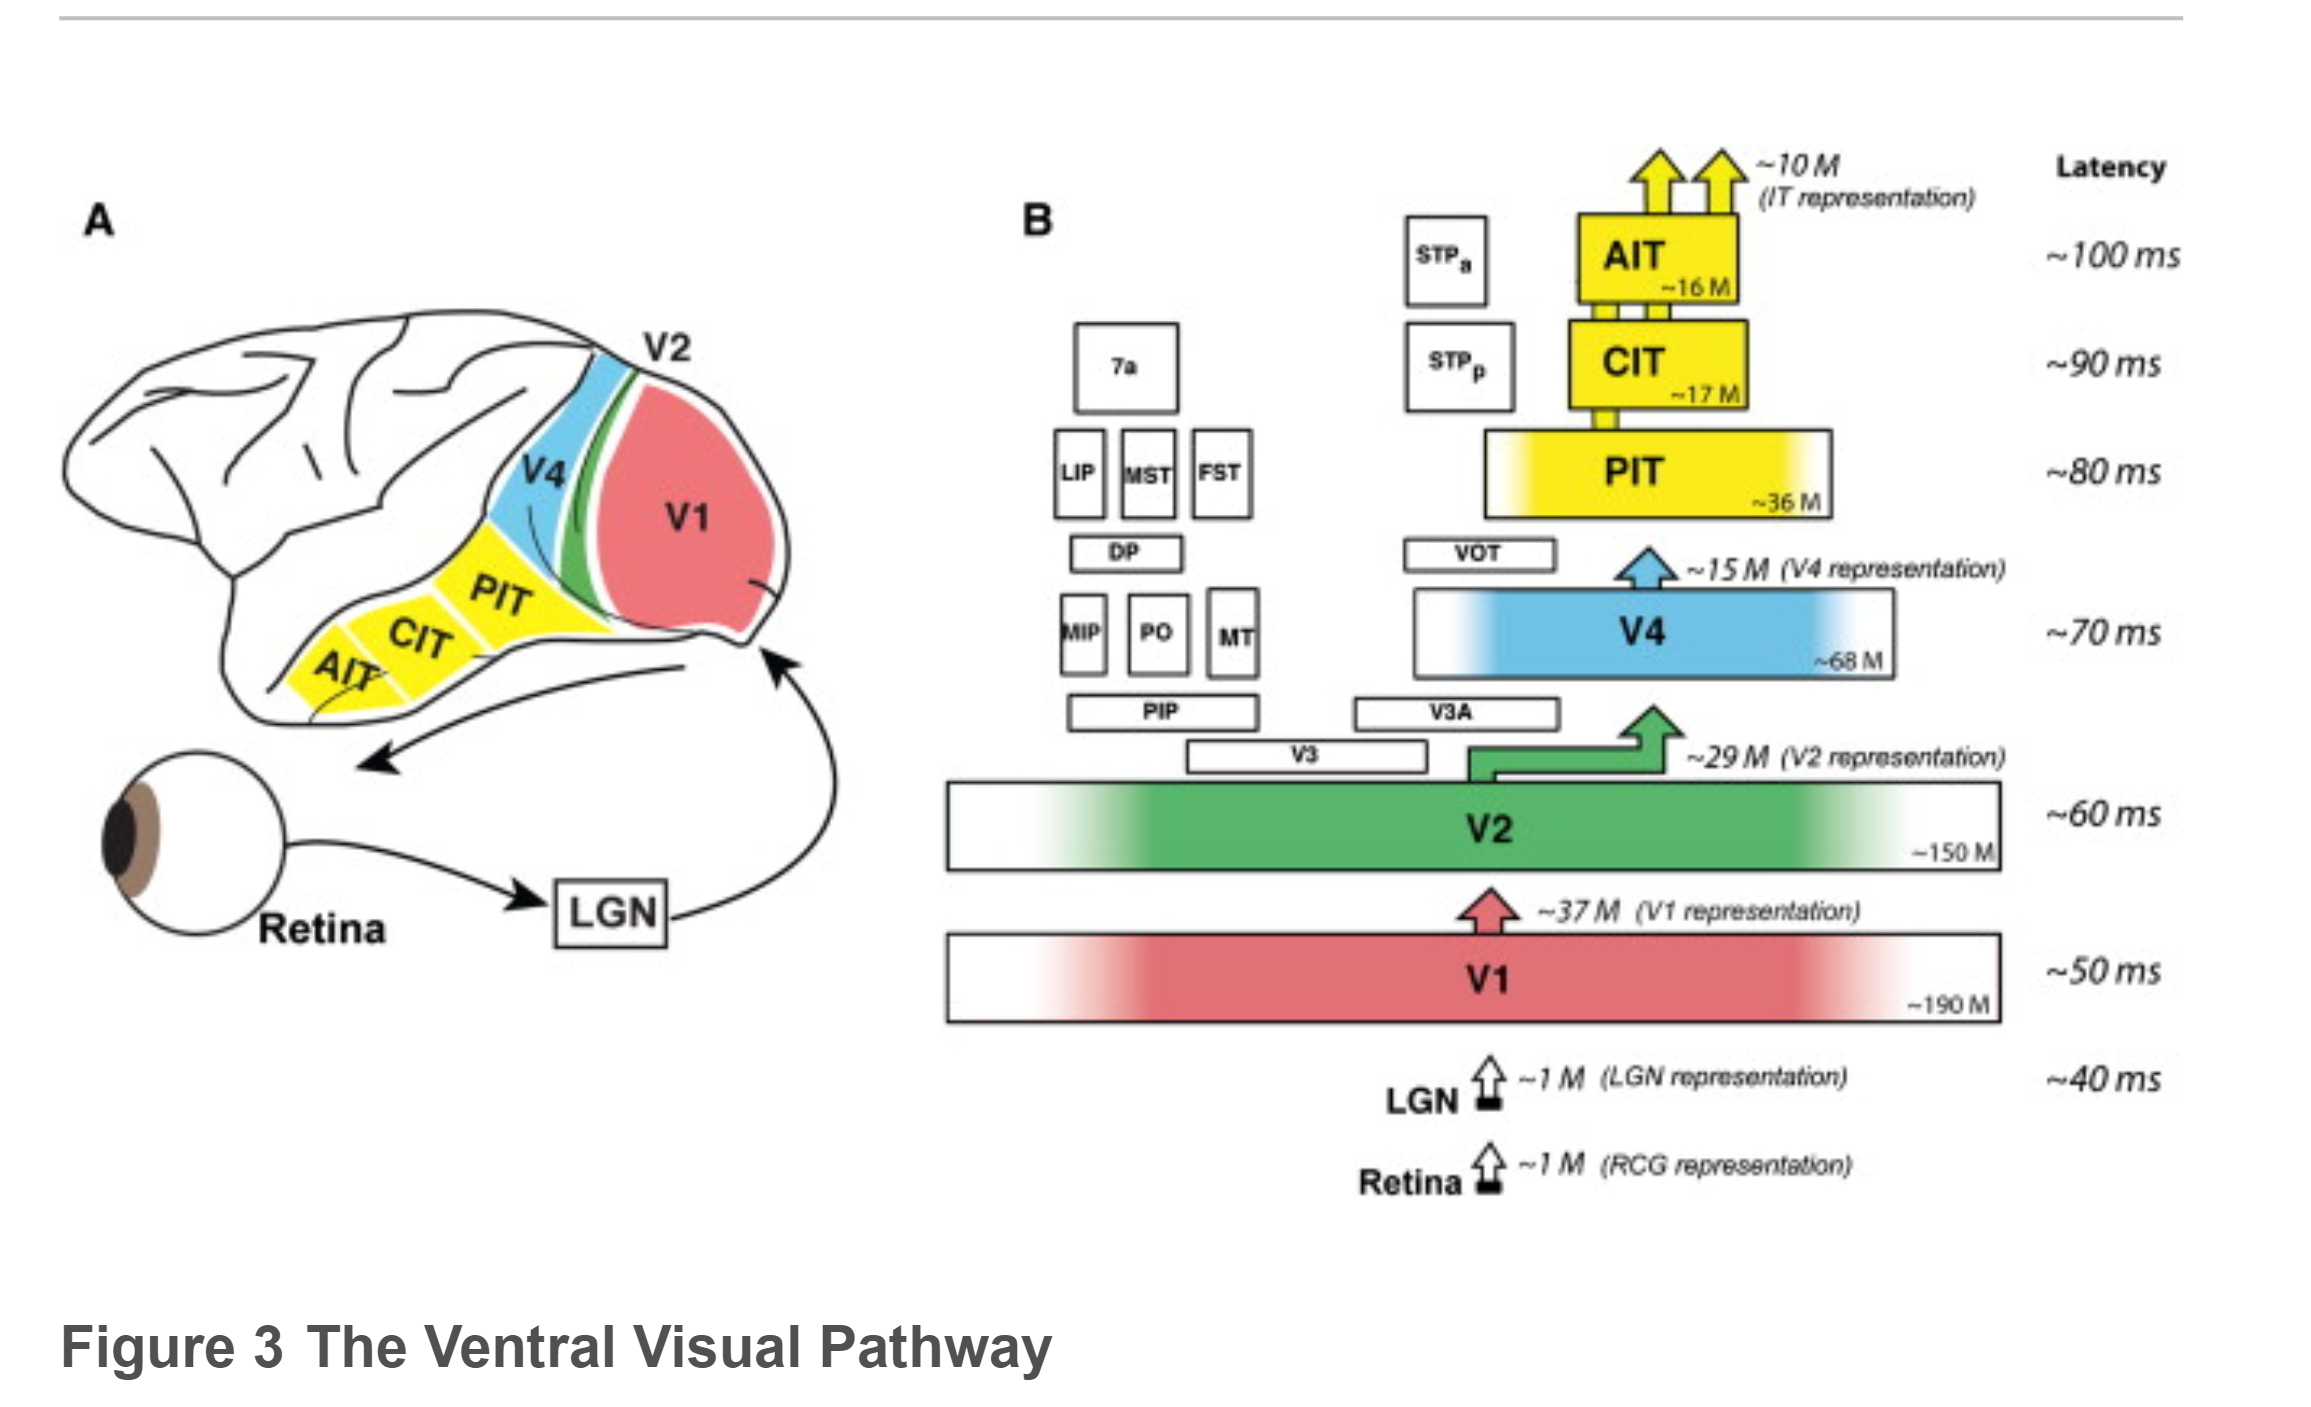 A
V2
V4
V1
PIT
CIT
AIT
Retina
LGN
B
Latency
~10 M
(IT representation)
STPa
AIT
~16 M
~100 ms
7a
STPp
CIT
~17 M
~90 ms
LIP
MST
FST
PIT
~36 M
~80 ms
DP
VOT
~15 M (V4 representation)
MIP
PO
MT
V4
~68 M
~70 ms
PIP
V3A
V3
~29 M (V2 representation)
V2
~150 M
~60 ms
~37 M (V1 representation)
V1
~190 M
~50 ms
LGN
~1 M (LGN representation)
~40 ms
Retina
~1 M (RCG representation)
Figure 3 The Ventral Visual Pathway